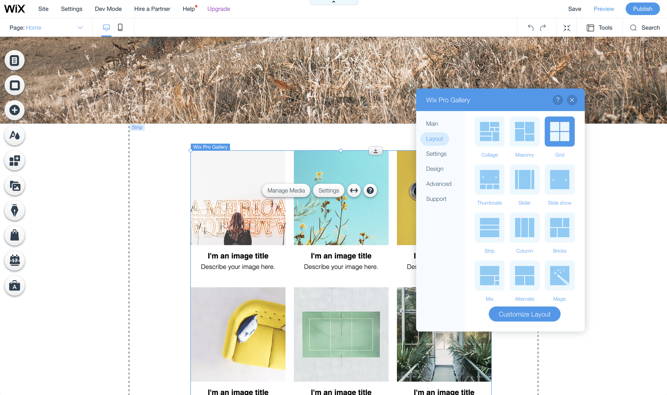 WiX Site Settings Dev Mode Hire a Partner Help Upgrade Save Preview Publish
Page: Home Tools Search
Strip
Wix Pro Gallery
Manage Media Settings ?
AMERICA
I'm an image title I'm an image title
Describe your image here. Describe your image here. Desc
I'm an image title I'm an image title I'm an image title
Wix Pro Gallery ?
Main
Layout
Settings
Design
Advanced
Support
Collage Masonry Grid
Thumbnails Slider Slide show
Strip Column Bricks
Mix Alternate Magic
Customize Layout